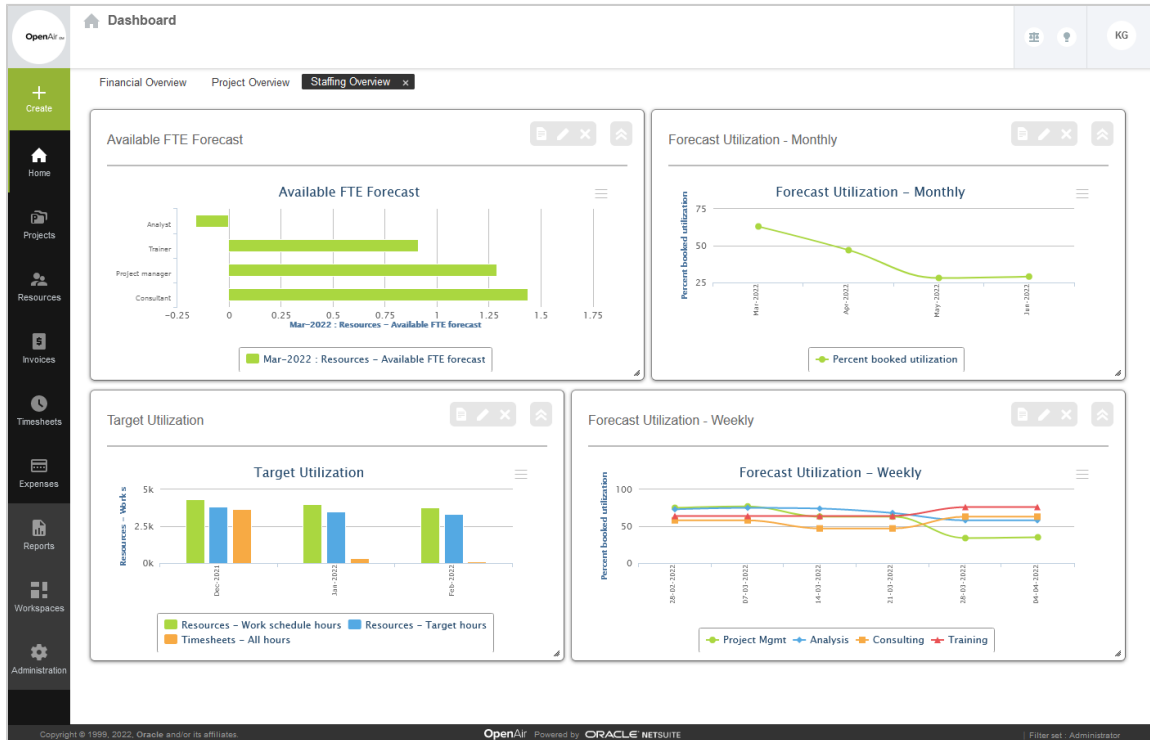 OpenAir
Dashboard
KG
Create
Home
Projects
Resources
Invoices
Timesheets
Expenses
Reports
Workspaces
Administration
Financial Overview Project Overview Staffing Overview ×
Available FTE Forecast
Available FTE Forecast
Analyst
Trainer
Project manager
Consultant
−0.25 0 0.25 0.5 0.75 1 1.25 1.5 1.75
Mar−2022 : Resources − Available FTE forecast
Mar−2022 : Resources − Available FTE forecast
Forecast Utilization - Monthly
Forecast Utilization − Monthly
Percent booked utilization
75
50
25
Mar-2022 Apr-2022 May-2022 Jun-2022
Percent booked utilization
Target Utilization
Target Utilization
Resources − Work s
5k
2.5k
0k
Dec-2021 Jan-2022 Feb-2022
Resources − Work schedule hours Resources − Target hours
Timesheets − All hours
Forecast Utilization - Weekly
Forecast Utilization − Weekly
Percent booked utilization
100
50
0
28-02-2022 07-03-2022 14-03-2022 21-03-2022 28-03-2022 04-04-2022
Project Mgmt Analysis Consulting Training
Copyright © 1999, 2022, Oracle and/or its affiliates. OpenAir Powered by ORACLE NETSUITE | Filter set : Administrator